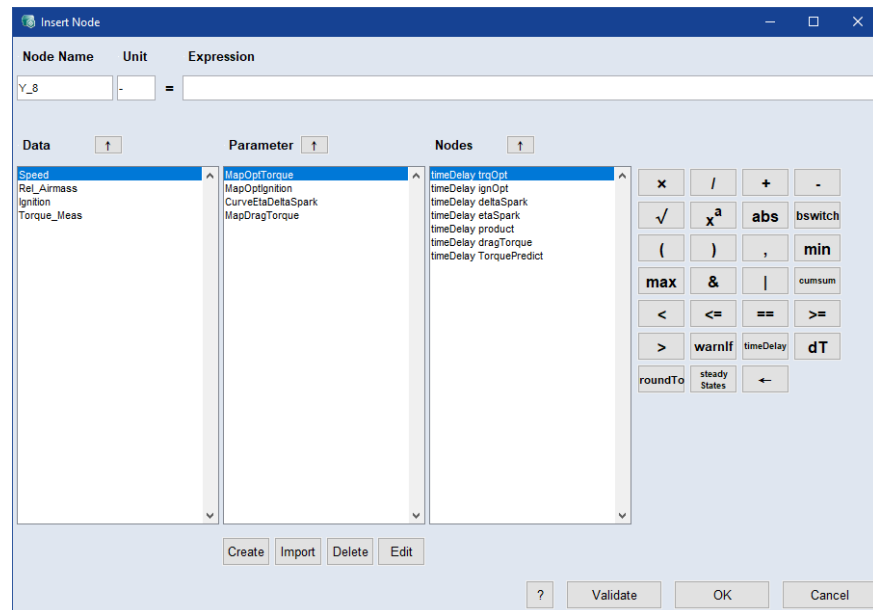 Insert Node
Node Name Unit Expression
Y_8 - =
Data ↑ Parameter ↑ Nodes ↑
Speed
Rel_Airmass
Ignition
Torque_Meas
MapOptTorque
MapOptIgnition
CurveEtaDeltaSpark
MapDragTorque
timeDelay trqOpt
timeDelay ignOpt
timeDelay deltaSpark
timeDelay etaSpark
timeDelay product
timeDelay dragTorque
timeDelay TorquePredict
× / + -
√ xª abs bswitch
( ) , min
max & | cumsum
< <= == >=
> warnIf timeDelay dT
roundTo steady States ←
Create Import Delete Edit
? Validate OK Cancel